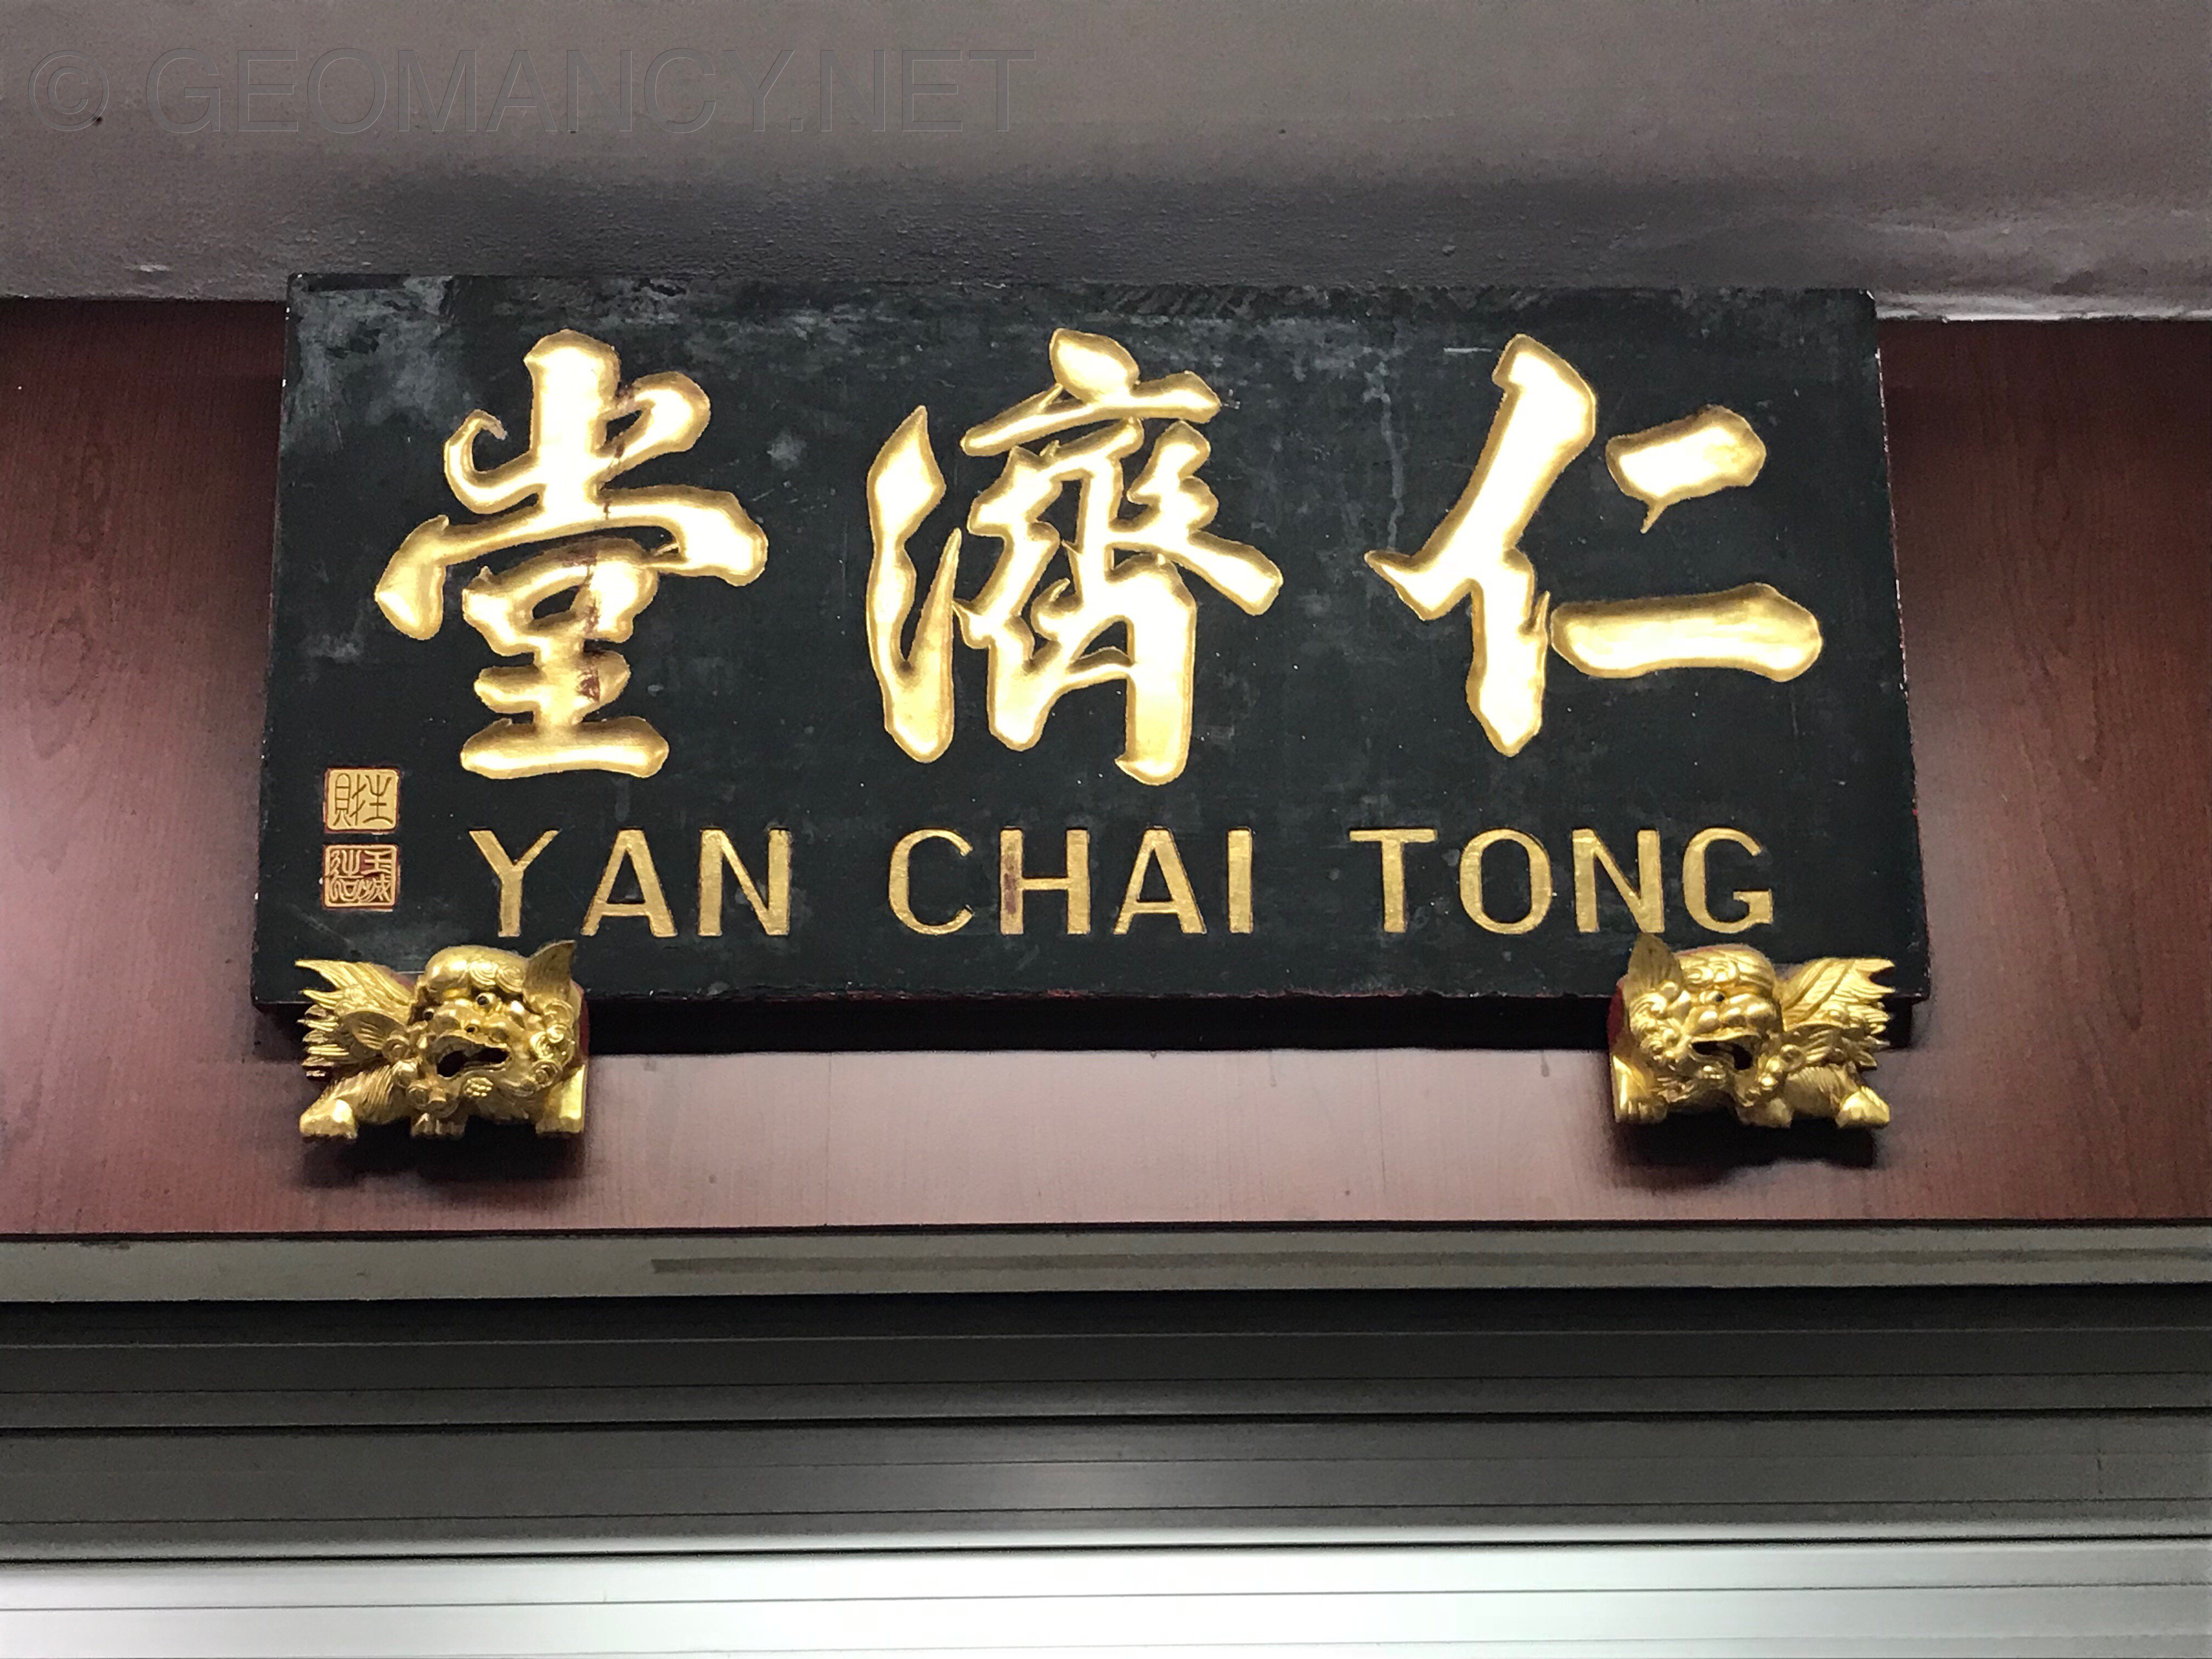 © GEOMANCY.NET
仁濟堂
YAN CHAI TONG